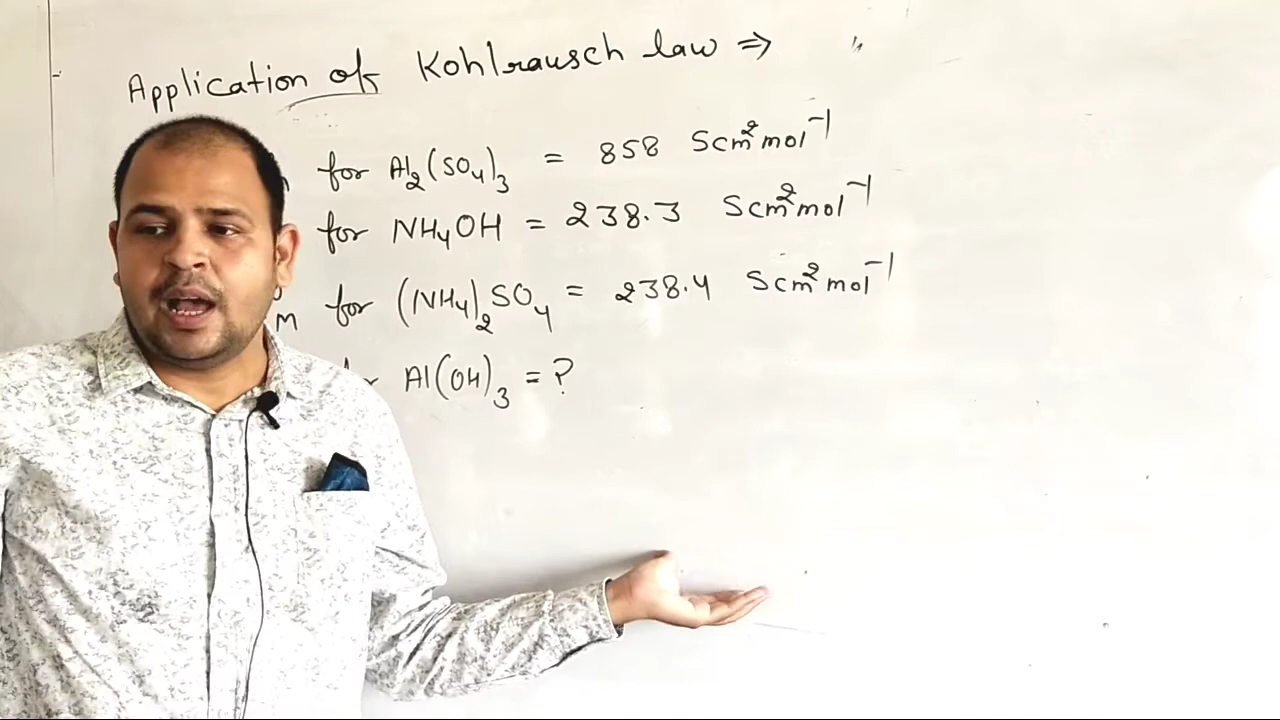 Application of Kohlrausch law ⇒
for Al₂(SO₄)₃ = 858 Scm²mol⁻¹
for NH₄OH = 238.3 Scm²mol⁻¹
m for (NH₄)₂SO₄ = 238.4 Scm²mol⁻¹
Al(OH)₃ = ?